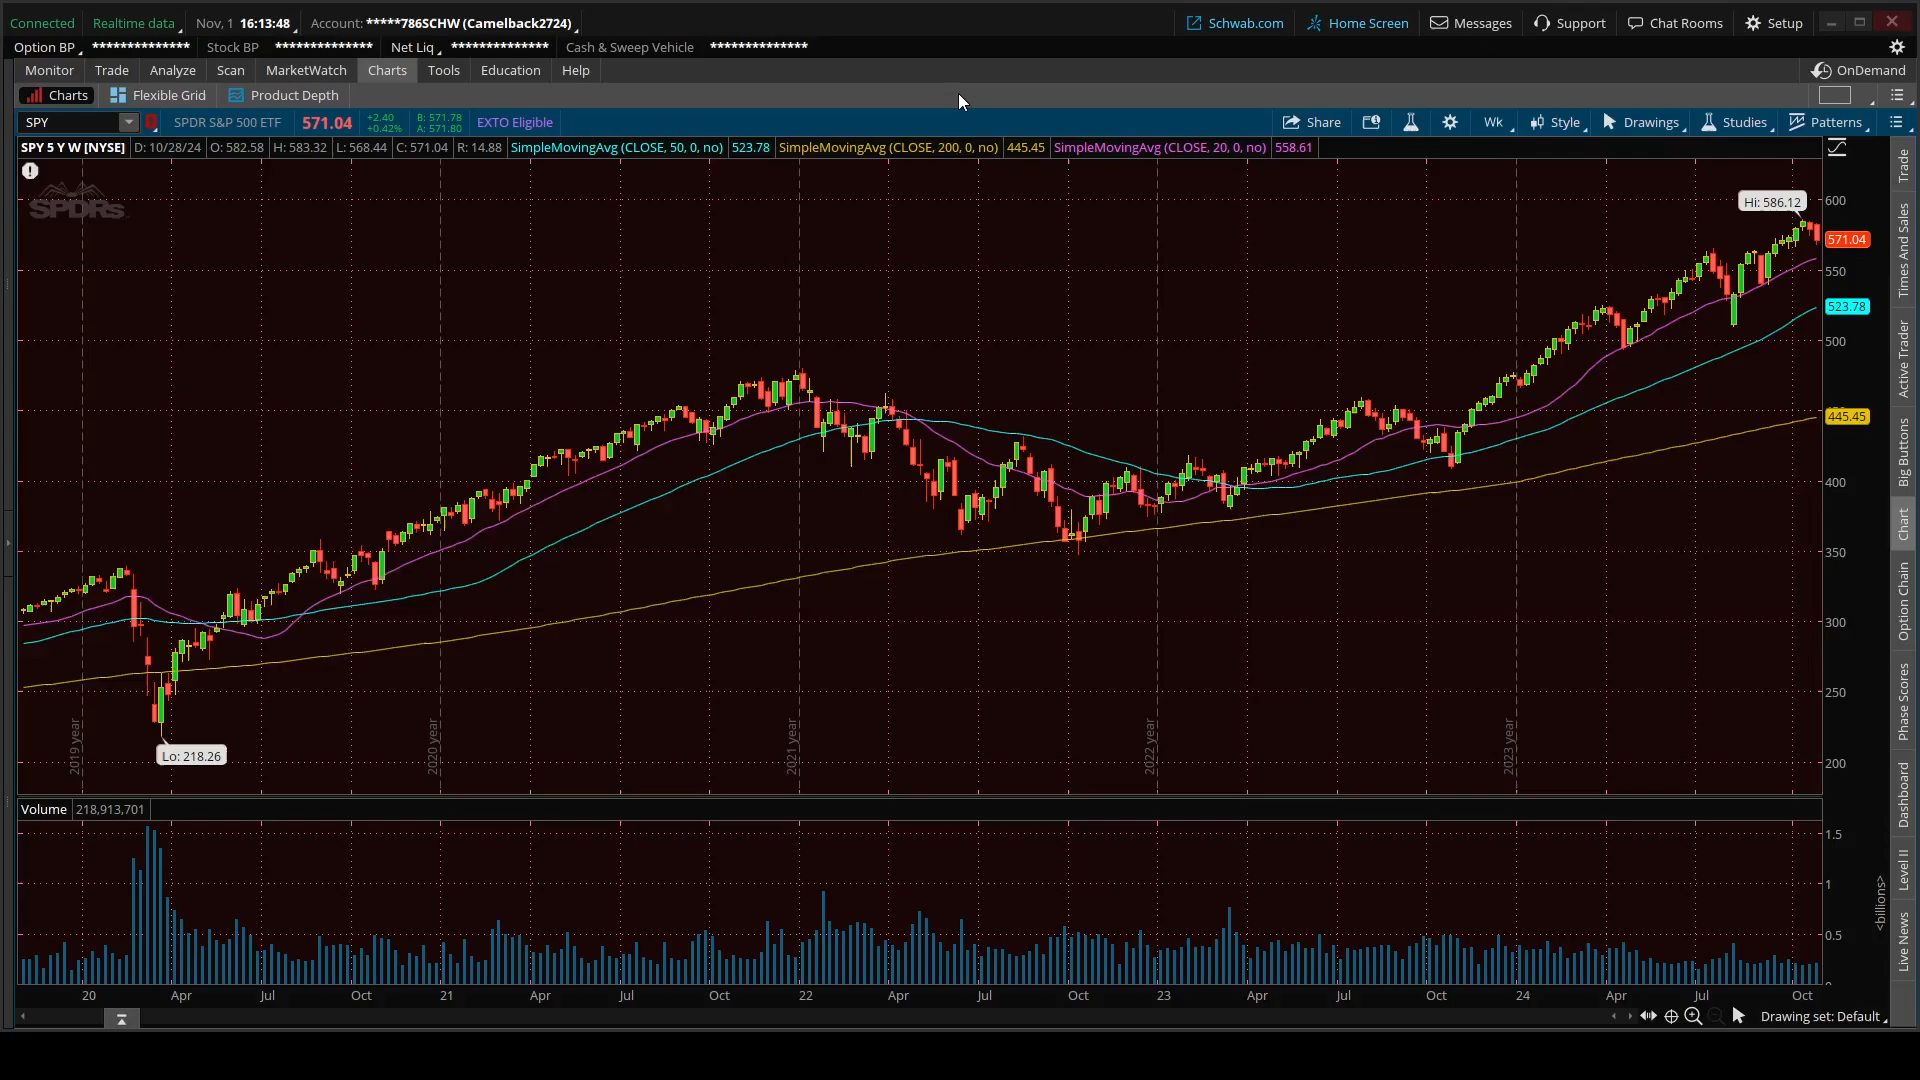 Connected Realtime data Nov, 1 16:13:48 Account: *****786SCHW (Camelback2724) Schwab.com Home Screen Messages Support Chat Rooms Setup
Option BP ************** Stock BP ************** Net Liq ************** Cash & Sweep Vehicle **************
Monitor Trade Analyze Scan MarketWatch Charts Tools Education Help OnDemand
Charts Flexible Grid Product Depth
SPY SPDR S&P 500 ETF 571.04 +2.40 +0.42% B: 571.78 A: 571.80 EXTO Eligible Share Wk Style Drawings Studies Patterns
SPY 5 Y W [NYSE] D: 10/28/24 O: 582.58 H: 583.32 L: 568.44 C: 571.04 R: 14.88 SimpleMovingAvg (CLOSE, 50, 0, no) 523.78 SimpleMovingAvg (CLOSE, 200, 0, no) 445.45 SimpleMovingAvg (CLOSE, 20, 0, no) 558.61
SPDRs
Hi: 586.12
600
571.04
550
523.78
500
445.45
400
350
300
250
200
Lo: 218.26
2019 year
2020 year
2021 year
2022 year
2023 year
Volume 218,913,701
1.5
1
0.5
<billions>
20 Apr Jul Oct 21 Apr Jul Oct 22 Apr Jul Oct 23 Apr Jul Oct 24 Apr Jul Oct
Drawing set: Default
Trade
Times And Sales
Active Trader
Big Buttons
Chart
Option Chain
Phase Scores
Dashboard
Level II
Live News